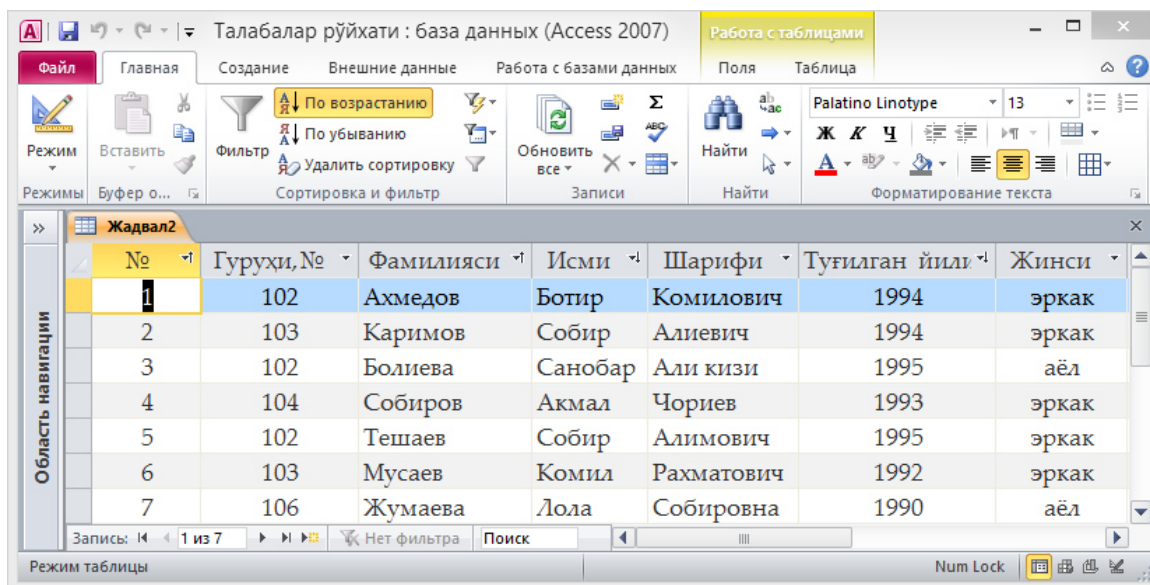 Талабалар рўйхати : база данных (Access 2007) Работа с таблицами
Файл Главная Создание Внешние данные Работа с базами данных Поля Таблица
По возрастанию Σ Palatino Linotype 13
Режим Вставить Фильтр По убыванию Обновить все Найти Ж К Ч
Удалить сортировку А
Режимы Буфер о... Сортировка и фильтр Записи Найти Форматирование текста
Жадвал2
№ Гурухи,№ Фамилияси Исми Шарифи Туғилган йили Жинси
1 102 Ахмедов Ботир Комилович 1994 эркак
2 103 Каримов Собир Алиевич 1994 эркак
3 102 Болиева Санобар Али кизи 1995 аёл
4 104 Собиров Акмал Чориев 1993 эркак
5 102 Тешаев Собир Алимович 1995 эркак
6 103 Мусаев Комил Рахматович 1992 эркак
7 106 Жумаева Лола Собировна 1990 аёл
Область навигации
Запись: 1 из 7 Нет фильтра Поиск
Режим таблицы Num Lock